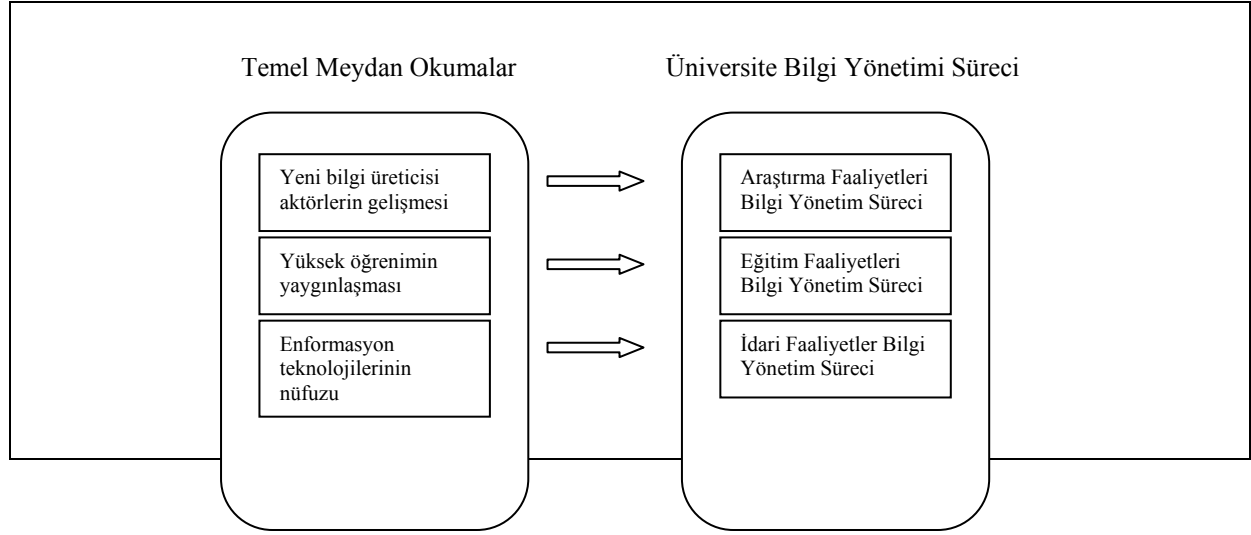 Temel Meydan Okumalar
Üniversite Bilgi Yönetimi Süreci
Yeni bilgi üreticisi
aktörlerin gelişmesi
Araştırma Faaliyetleri
Bilgi Yönetim Süreci
Yüksek öğrenimin
yaygınlaşması
Eğitim Faaliyetleri
Bilgi Yönetim Süreci
Enformasyon
teknolojilerinin
nüfuzu
İdari Faaliyetler Bilgi
Yönetim Süreci